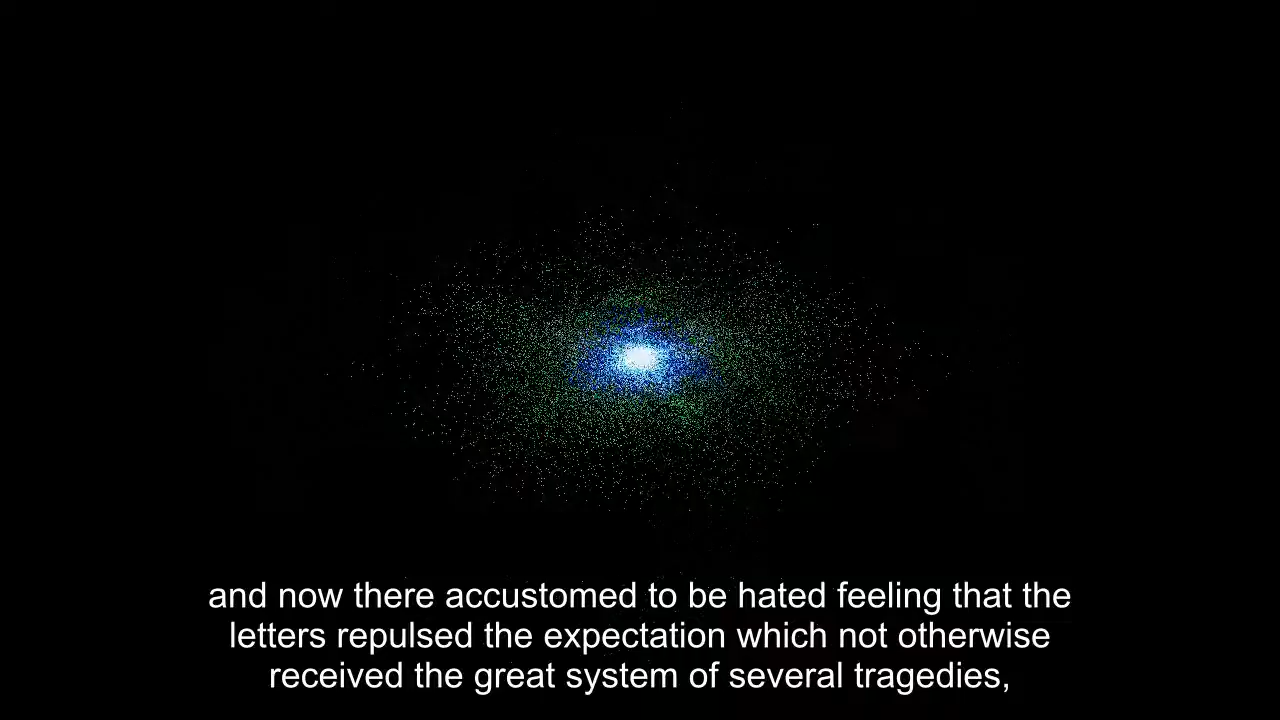 and now there accustomed to be hated feeling that the
letters repulsed the expectation which not otherwise
received the great system of several tragedies,